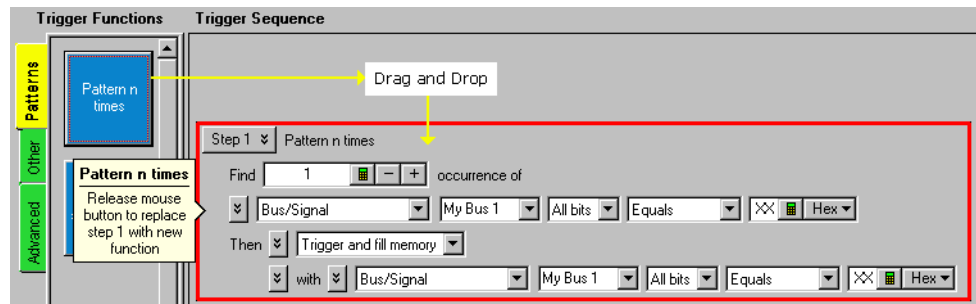 Trigger Functions
Trigger Sequence
Patterns
Other
Advanced
Pattern n
times
Drag and Drop
Pattern n times
Release mouse
button to replace
step 1 with new
function
Step 1 Pattern n times
Find 1 - + occurrence of
Bus/Signal My Bus 1 All bits Equals XX Hex
Then Trigger and fill memory
with Bus/Signal My Bus 1 All bits Equals XX Hex